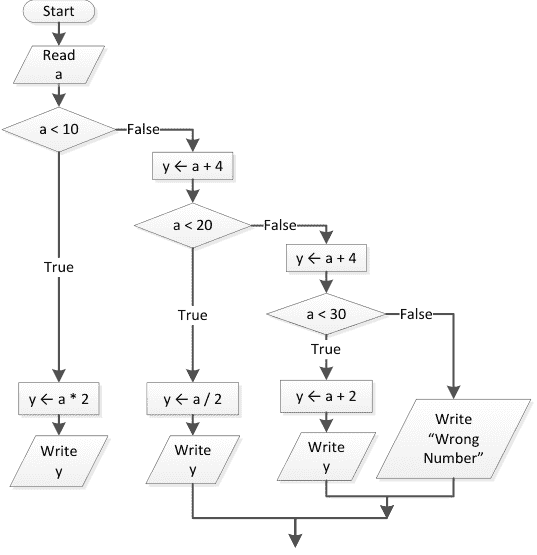 Start
Read
a
a < 10
False
y ← a + 4
a < 20
False
y ← a + 4
True
a < 30
False
True
True
y ← a * 2
y ← a / 2
y ← a + 2
Write
y
Write
y
Write
y
Write
“Wrong
Number”